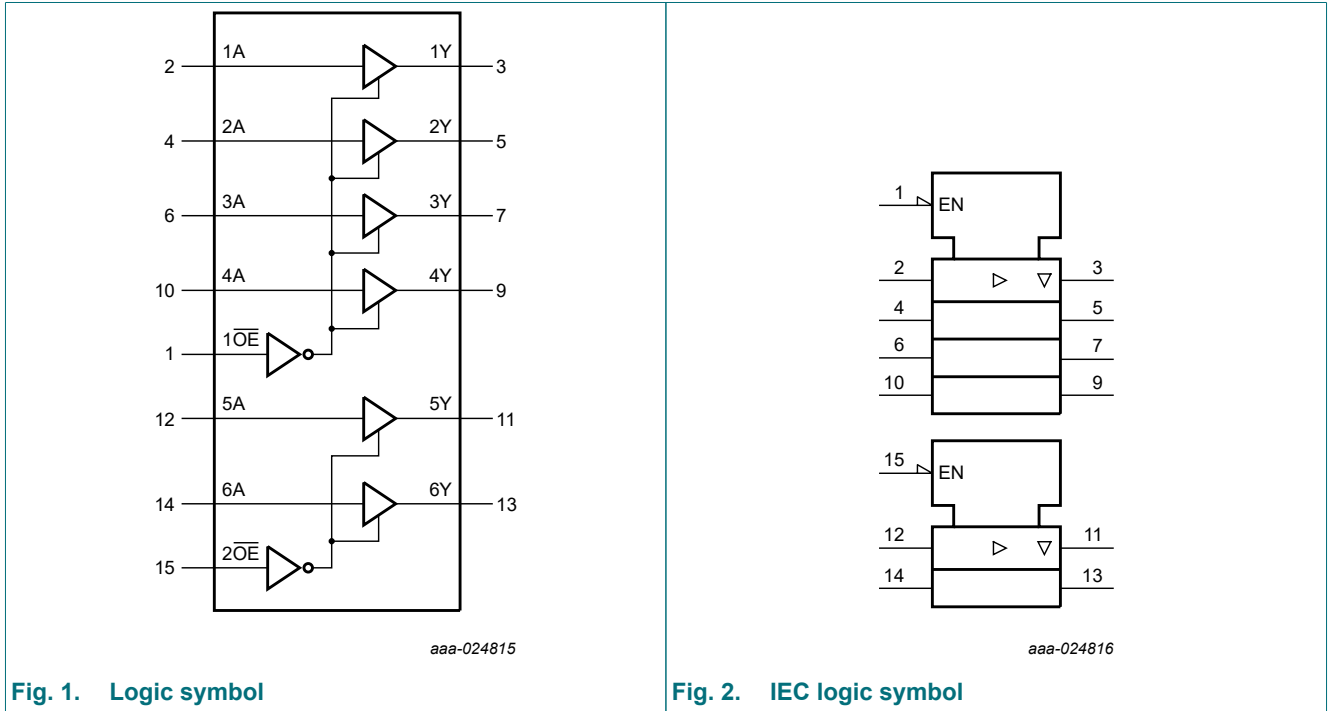 2 1A 1Y 3
4 2A 2Y 5
6 3A 3Y 7
10 4A 4Y 9
1 1O̅E̅
12 5A 5Y 11
14 6A 6Y 13
15 2O̅E̅
aaa-024815
Fig. 1. Logic symbol
1 EN
2 3
4 5
6 7
10 9
15 EN
12 11
14 13
aaa-024816
Fig. 2. IEC logic symbol